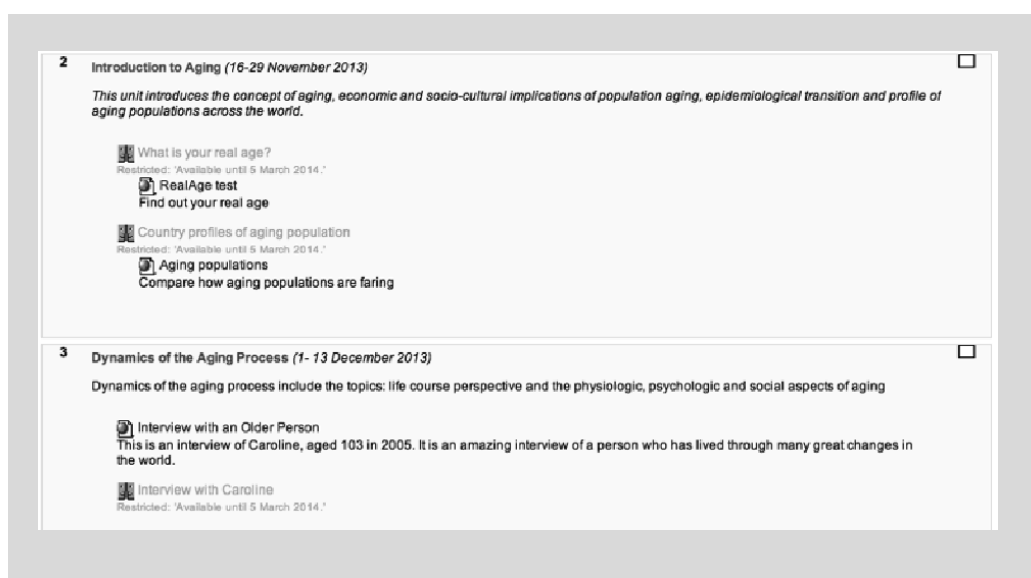 2
Introduction to Aging (16-29 November 2013)
This unit introduces the concept of aging, economic and socio-cultural implications of population aging, epidemiological transition and profile of
aging populations across the world.
What is your real age?
Restricted: 'Available until 5 March 2014.'
RealAge test
Find out your real age
Country profiles of aging population
Restricted: 'Available until 5 March 2014.'
Aging populations
Compare how aging populations are faring
3
Dynamics of the Aging Process (1- 13 December 2013)
Dynamics of the aging process include the topics: life course perspective and the physiologic, psychologic and social aspects of aging
Interview with an Older Person
This is an interview of Caroline, aged 103 in 2005. It is an amazing interview of a person who has lived through many great changes in
the world.
Interview with Caroline
Restricted: 'Available until 5 March 2014.'